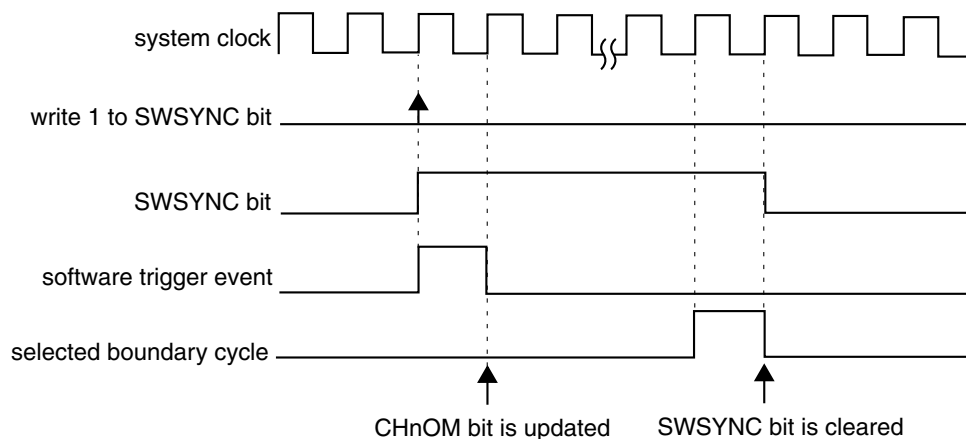 system clock
write 1 to SWSYNC bit
SWSYNC bit
software trigger event
selected boundary cycle
CHnOM bit is updated
SWSYNC bit is cleared